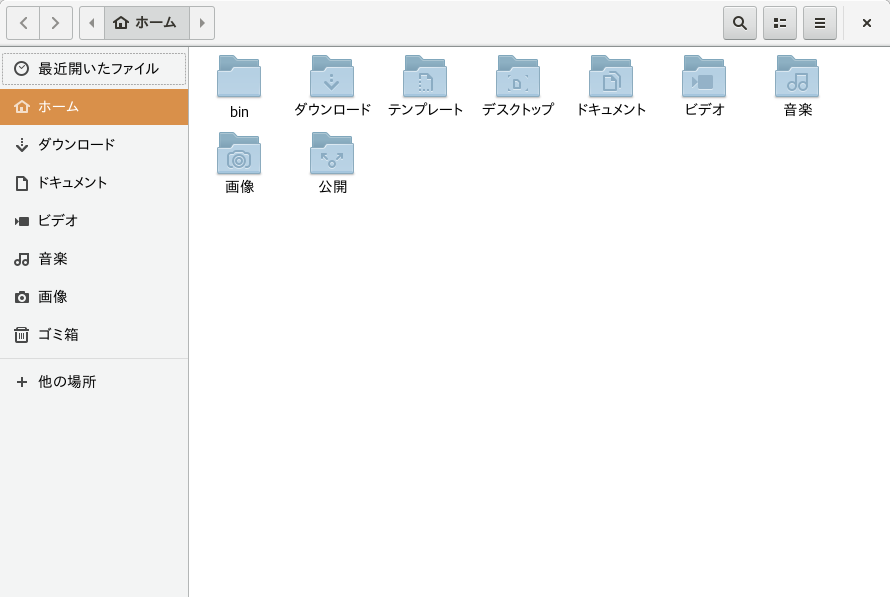 ホーム
最近開いたファイル
ホーム
ダウンロード
ドキュメント
ビデオ
音楽
画像
ゴミ箱
他の場所
bin
ダウンロード
テンプレート
デスクトップ
ドキュメント
ビデオ
音楽
画像
公開